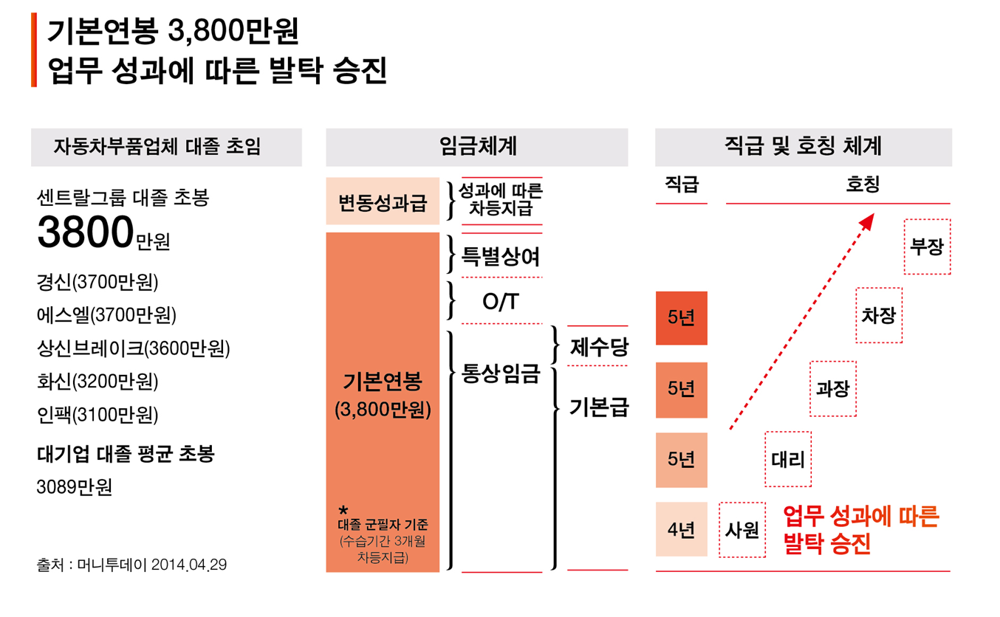 기본연봉 3,800만원
업무 성과에 따른 발탁 승진
자동차부품업체 대졸 초임
센트랄그룹 대졸 초봉
3800만원
경신(3700만원)
에스엘(3700만원)
상신브레이크(3600만원)
화신(3200만원)
인팩(3100만원)
대기업 대졸 평균 초봉
3089만원
출처 : 머니투데이 2014.04.29
임금체계
변동성과급
성과에 따른
차등지급
특별상여
O/T
통상임금
제수당
기본급
기본연봉
(3,800만원)
*
대졸 군필자 기준
(수습기간 3개월
차등지급)
직급 및 호칭 체계
직급
호칭
부장
5년
차장
5년
과장
5년
대리
4년
사원
업무 성과에 따른
발탁 승진